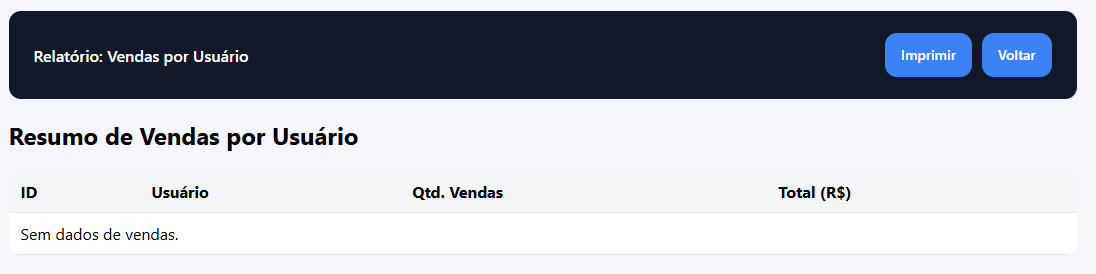 Relatório: Vendas por Usuário
Imprimir
Voltar
Resumo de Vendas por Usuário
ID Usuário Qtd. Vendas Total (R$)
Sem dados de vendas.